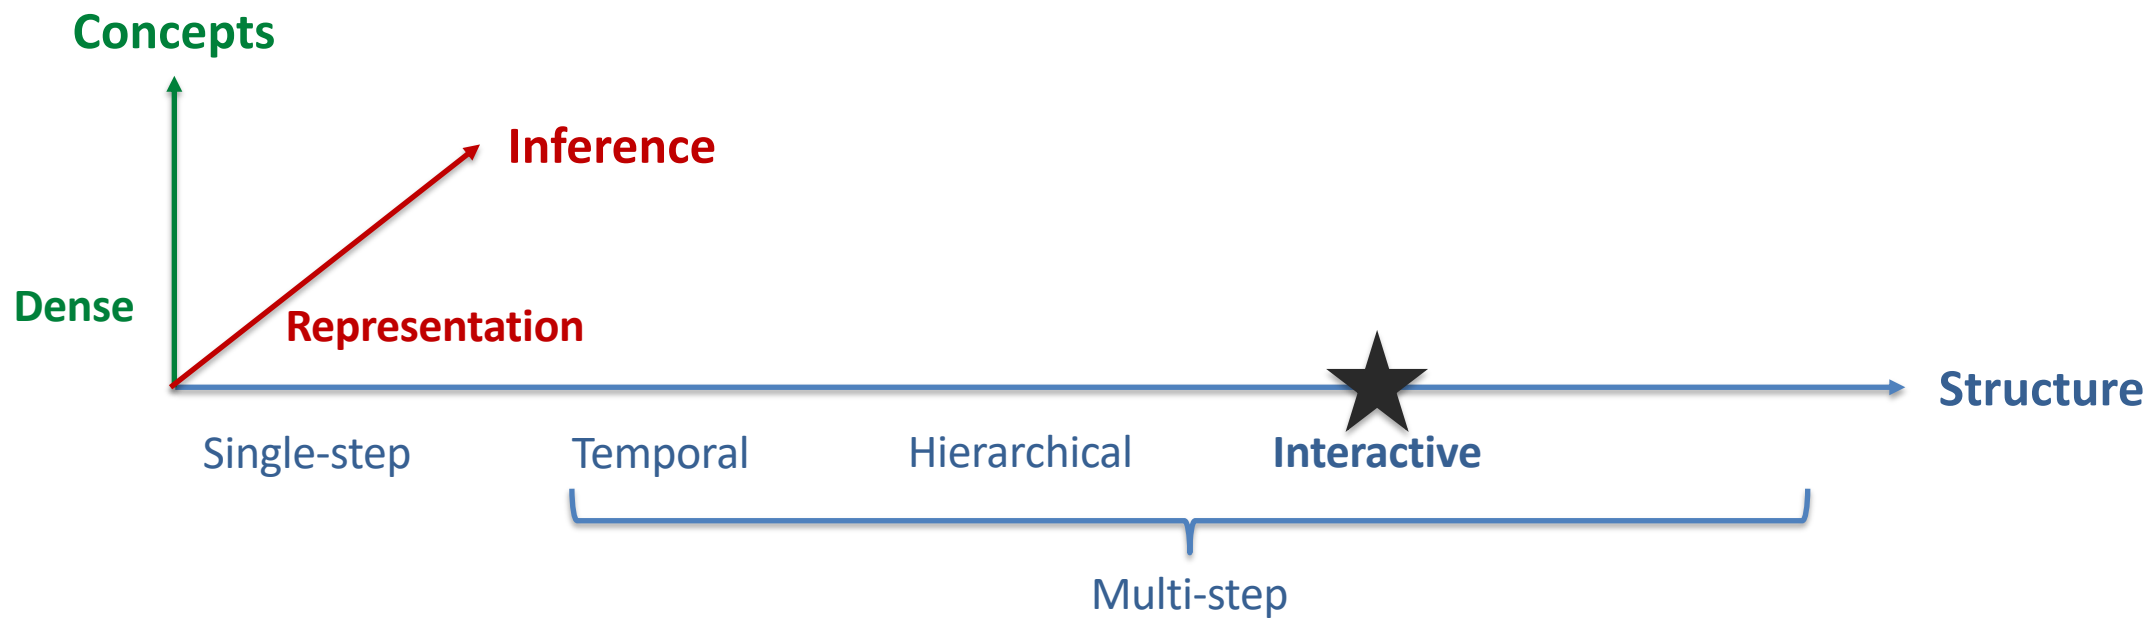 Concepts
Inference
Dense
Representation
Structure
Single-step
Temporal
Hierarchical
Interactive
Multi-step